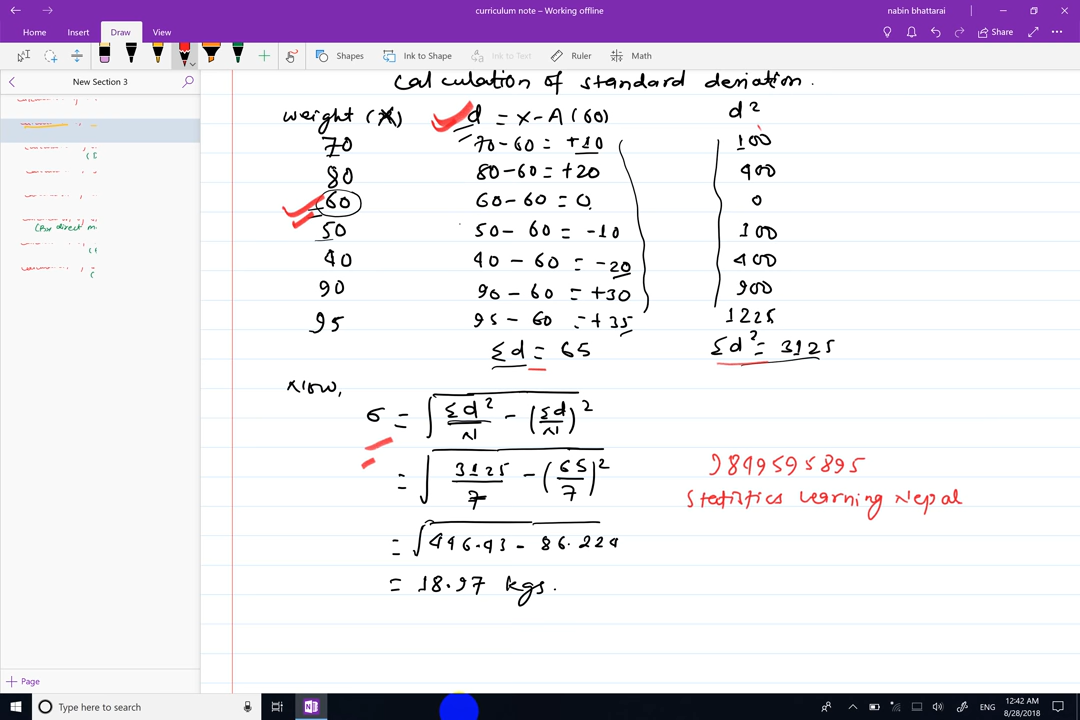 curriculum note – Working offline
nabin bhattarai
Home Insert Draw View
Share
Shapes Ink to Shape Ink to Text Ruler Math
New Section 3
(By direct m.
Calculation of standard deviation.
weight (X) d = x - A (60) d²
70 70-60 = +10 100
80 80-60 = +20 400
60 60-60 = 0 0
50 50 - 60 = -10 100
40 40 - 60 = -20 400
90 90 - 60 = +30 900
95 95 - 60 = +35 1225
Σd = 65 Σd² = 3125
Now,
σ = √ Σd²/N - (Σd/N)²
= √ 3125/7 - (65/7)²
= √446.43 - 86.224
= 18.97 kgs.
9849595895
Statistics Learning Nepal
+ Page
Type here to search
ENG
12:42 AM
8/28/2018